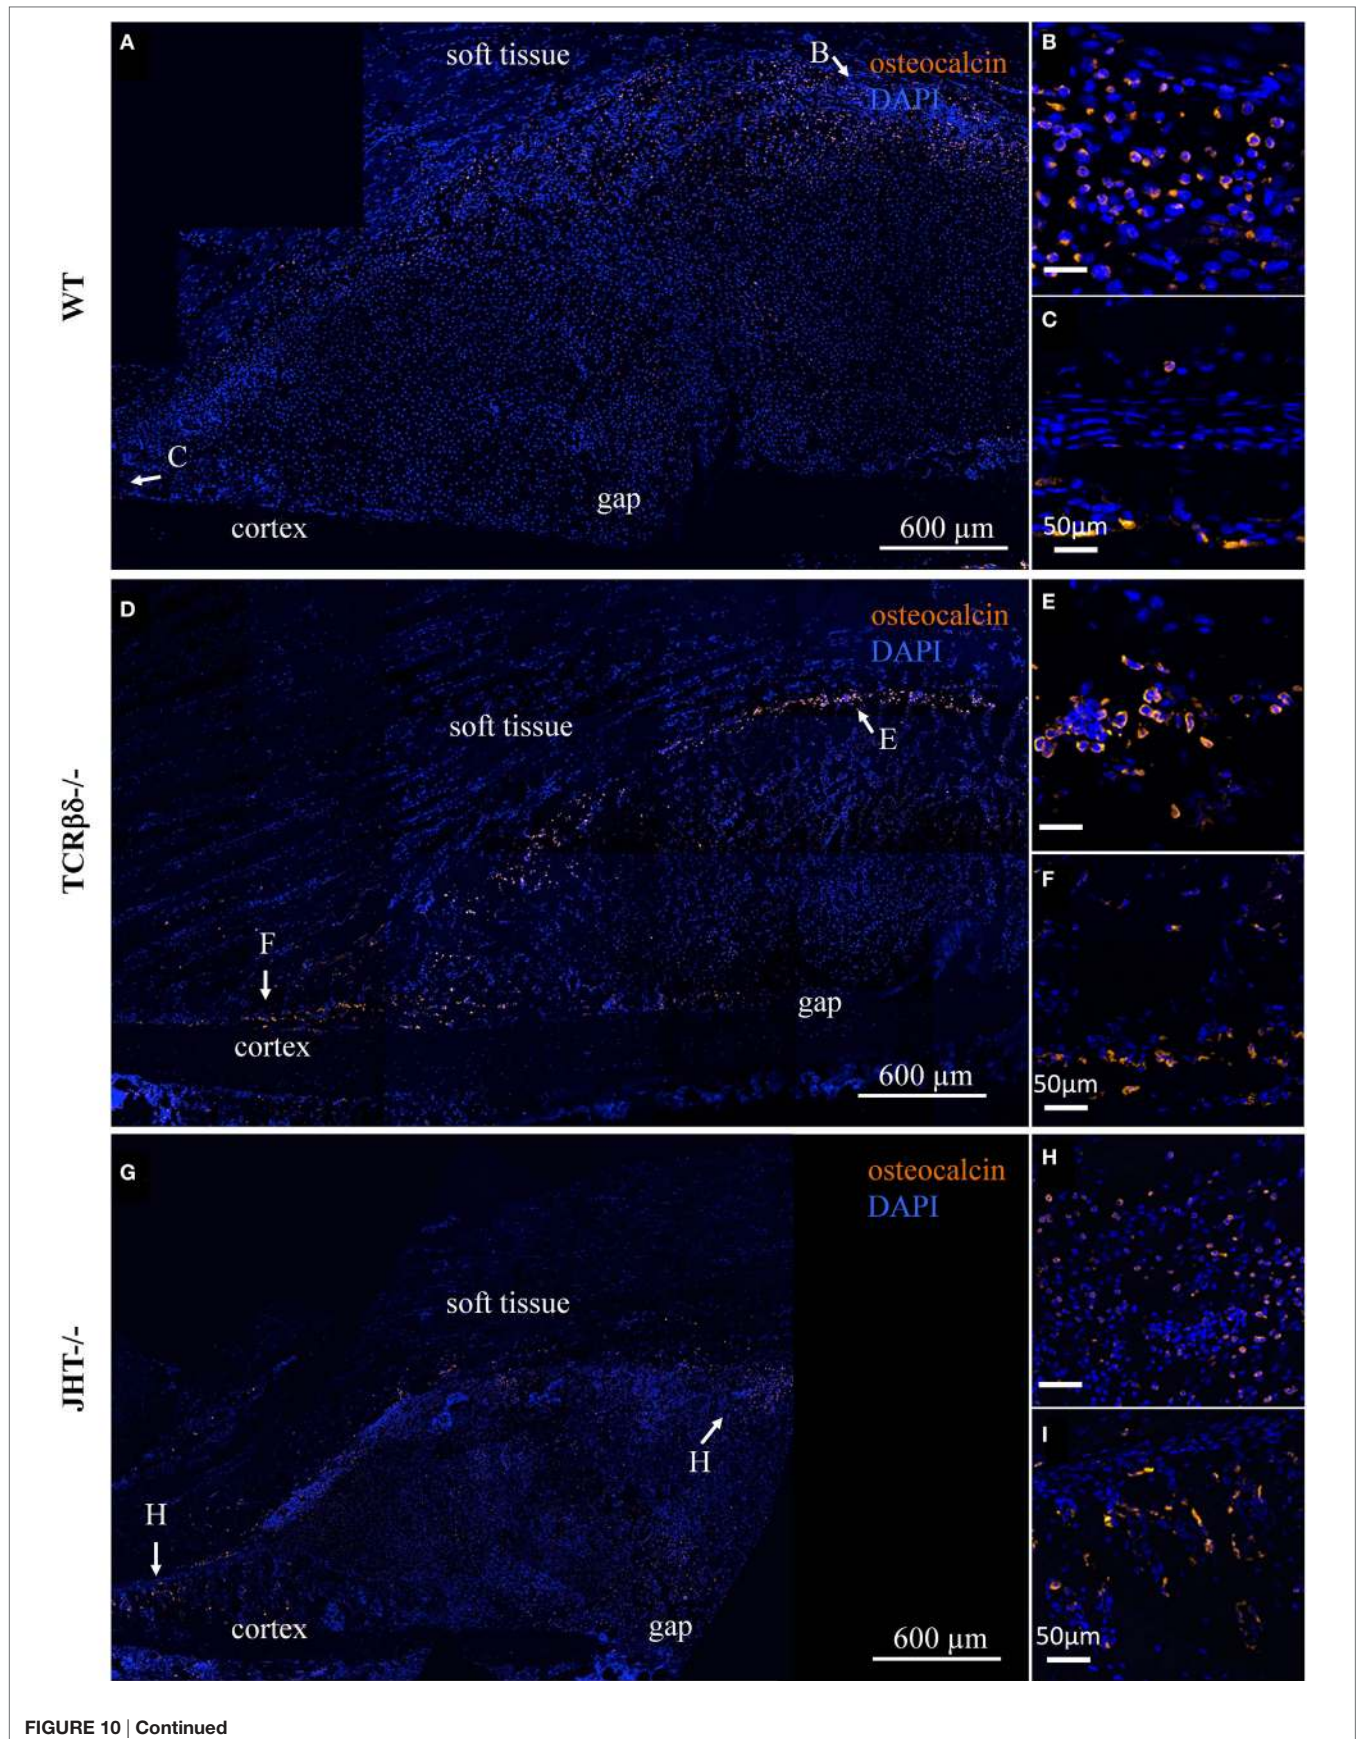 A
soft tissue
B
osteocalcin
DAPI
WT
C
cortex
gap
600 µm
B
C
50µm
D
osteocalcin
DAPI
soft tissue
E
TCRβδ-/-
F
cortex
gap
600 µm
E
F
50µm
G
osteocalcin
DAPI
soft tissue
JHT-/-
H
H
cortex
gap
600 µm
H
I
50µm
FIGURE 10 | Continued